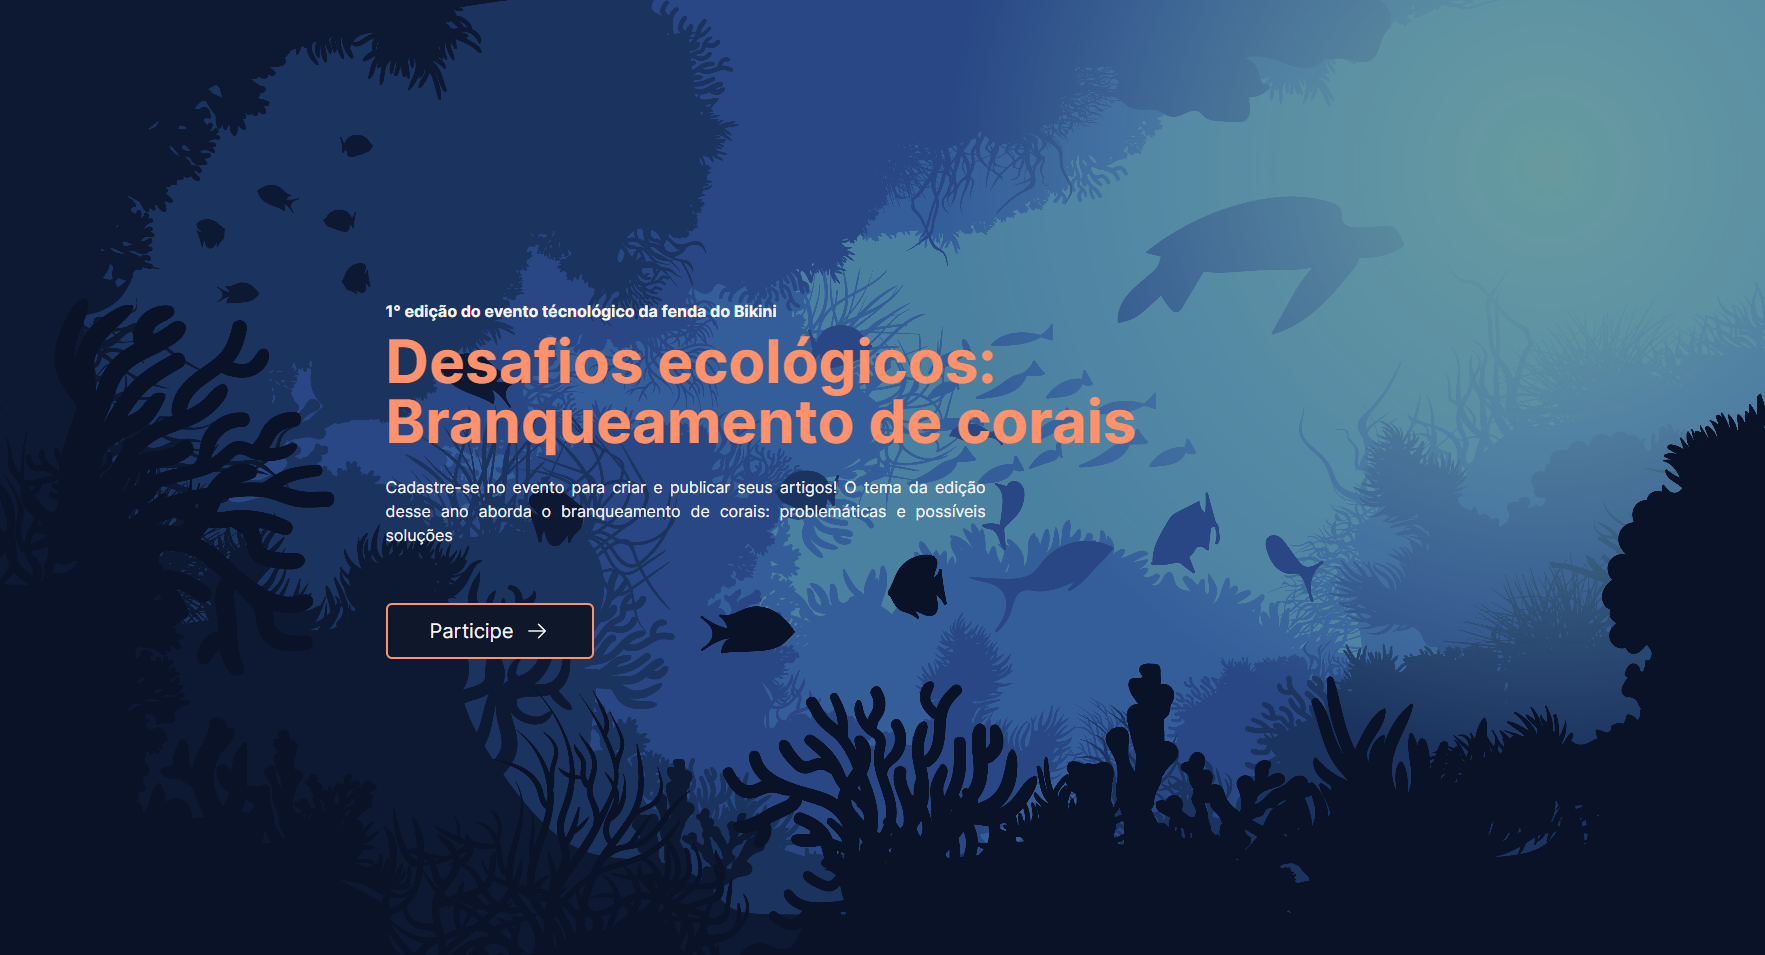 1° edição do evento técnológico da fenda do Bikini
Desafios ecológicos:
Branqueamento de corais
Cadastre-se no evento para criar e publicar seus artigos! O tema da edição
desse ano aborda o branqueamento de corais: problemáticas e possíveis
soluções
Participe →